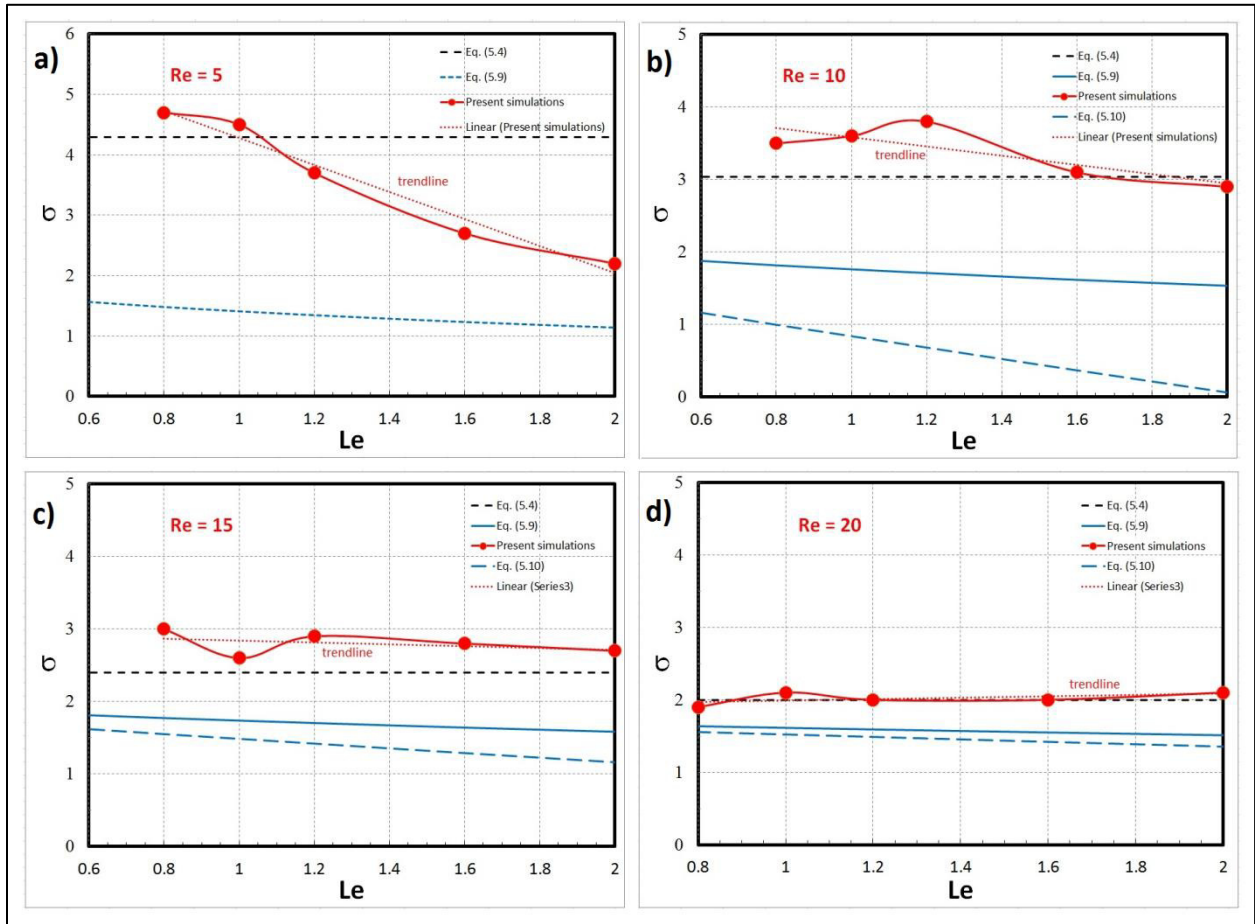 a)
Re = 5
Eq. (5.4)
Eq. (5.9)
Present simulations
Linear (Present simulations)
trendline
σ
6
5
4
3
2
1
0
0.6 0.8 1 1.2 1.4 1.6 1.8 2
Le
b)
Re = 10
Eq. (5.4)
Eq. (5.9)
Present simulations
Eq. (5.10)
Linear (Present simulations)
trendline
σ
5
4
3
2
1
0
0.6 0.8 1 1.2 1.4 1.6 1.8 2
Le
c)
Re = 15
Eq. (5.4)
Eq. (5.9)
Present simulations
Eq. (5.10)
Linear (Series3)
trendline
σ
5
4
3
2
1
0
0.6 0.8 1 1.2 1.4 1.6 1.8 2
Le
d)
Re = 20
Eq. (5.4)
Eq. (5.9)
Present simulations
Eq. (5.10)
Linear (Series3)
trendline
σ
5
4
3
2
1
0
0.8 1 1.2 1.4 1.6 1.8 2
Le